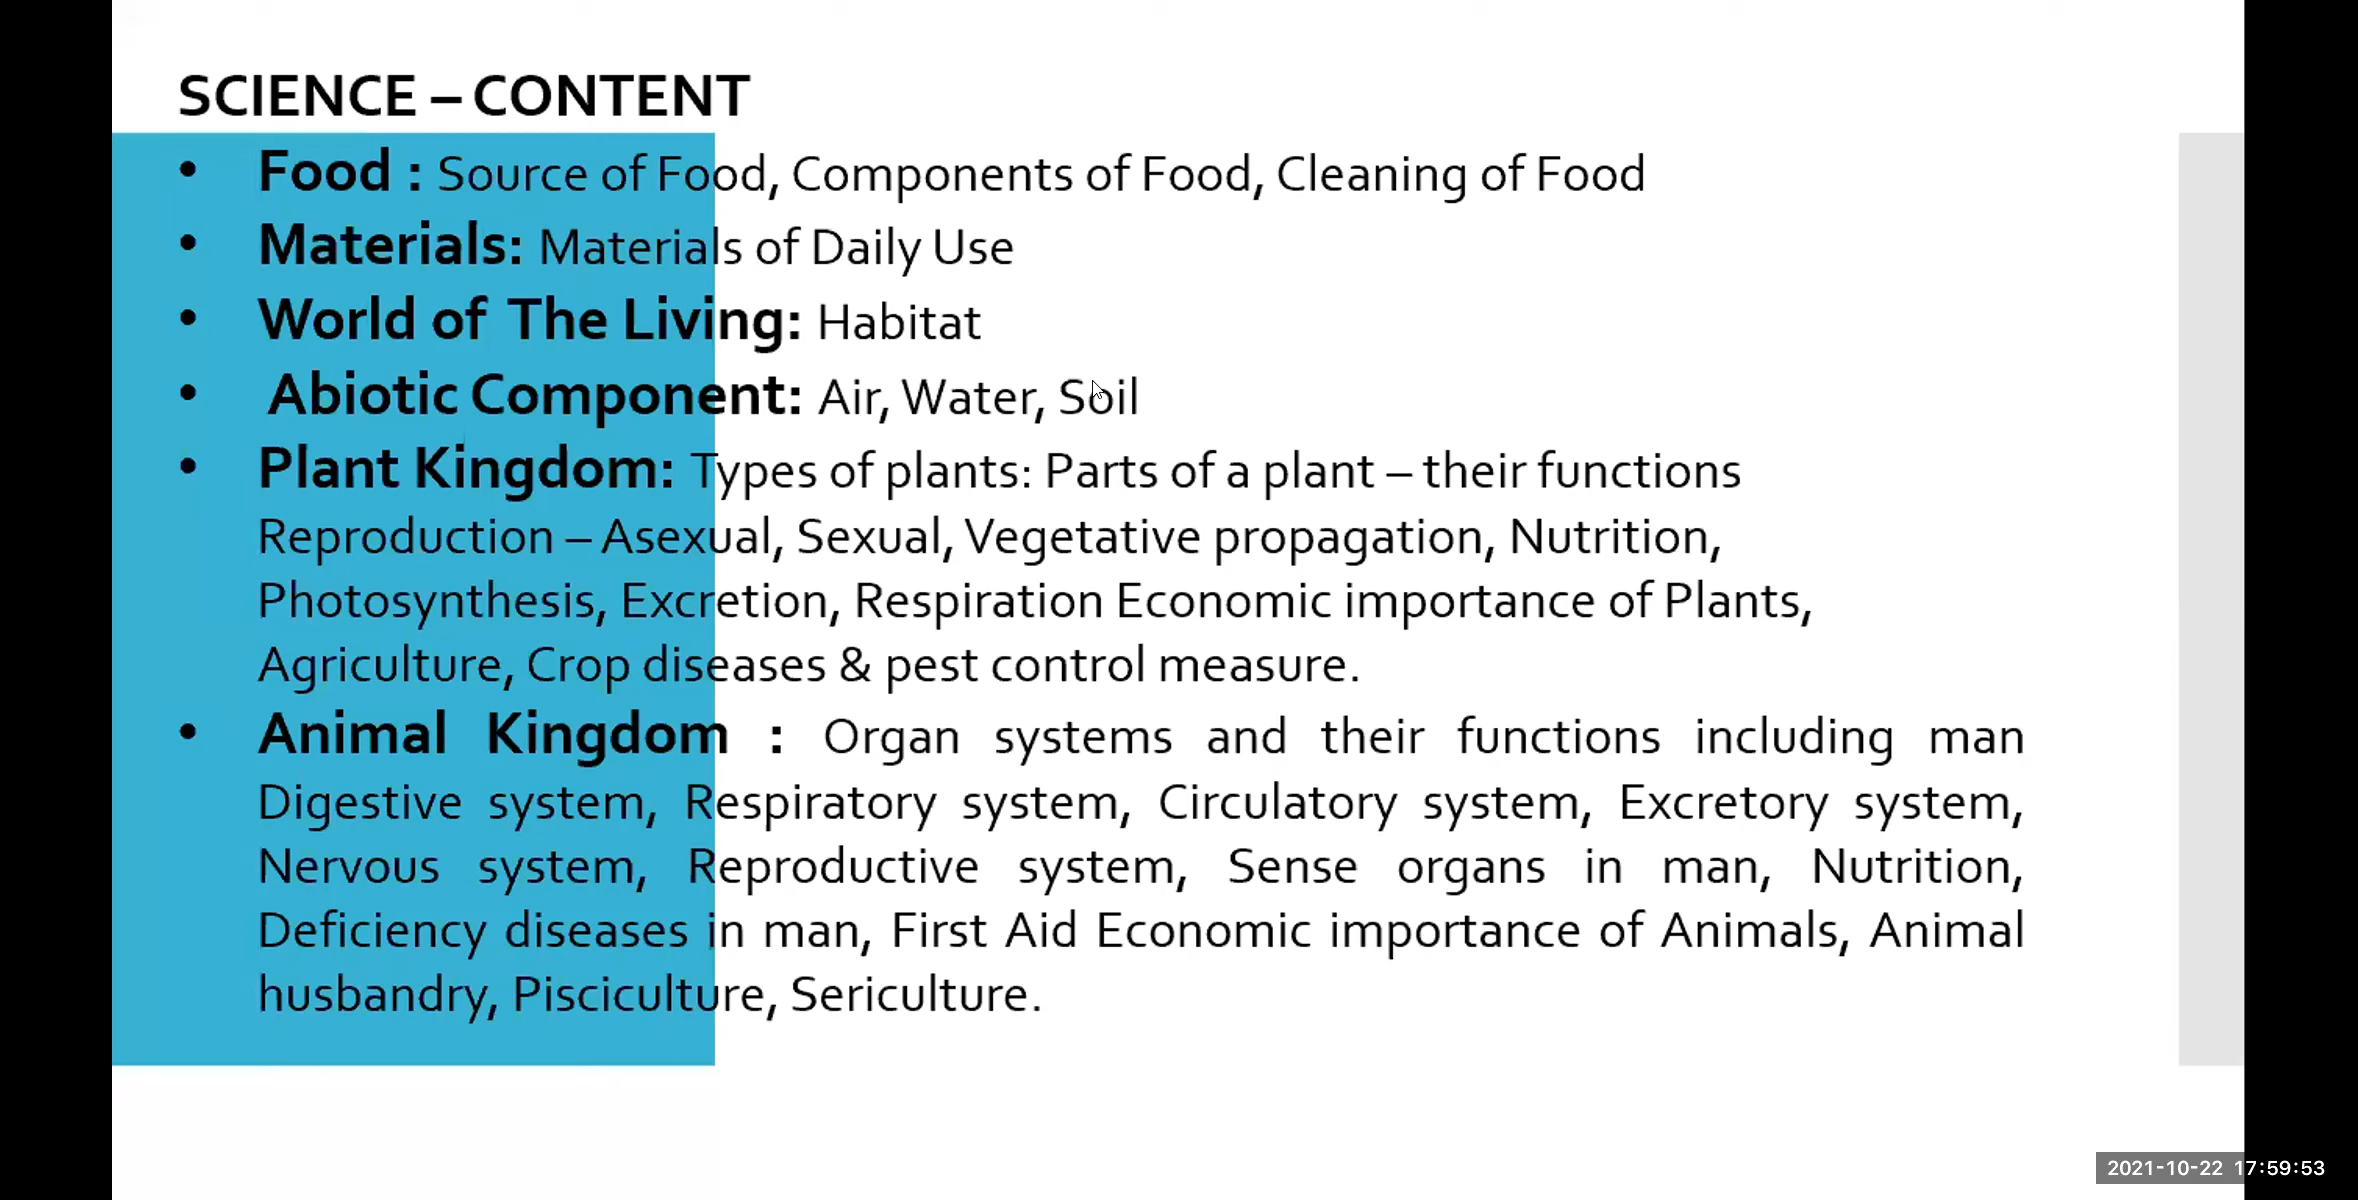 SCIENCE – CONTENT
• Food : Source of Food, Components of Food, Cleaning of Food
• Materials: Materials of Daily Use
• World of The Living: Habitat
• Abiotic Component: Air, Water, Soil
• Plant Kingdom: Types of plants: Parts of a plant – their functions
Reproduction – Asexual, Sexual, Vegetative propagation, Nutrition,
Photosynthesis, Excretion, Respiration Economic importance of Plants,
Agriculture, Crop diseases & pest control measure.
• Animal Kingdom : Organ systems and their functions including man
Digestive system, Respiratory system, Circulatory system, Excretory system,
Nervous system, Reproductive system, Sense organs in man, Nutrition,
Deficiency diseases in man, First Aid Economic importance of Animals, Animal
husbandry, Pisciculture, Sericulture.
2021-10-22 17:59:53